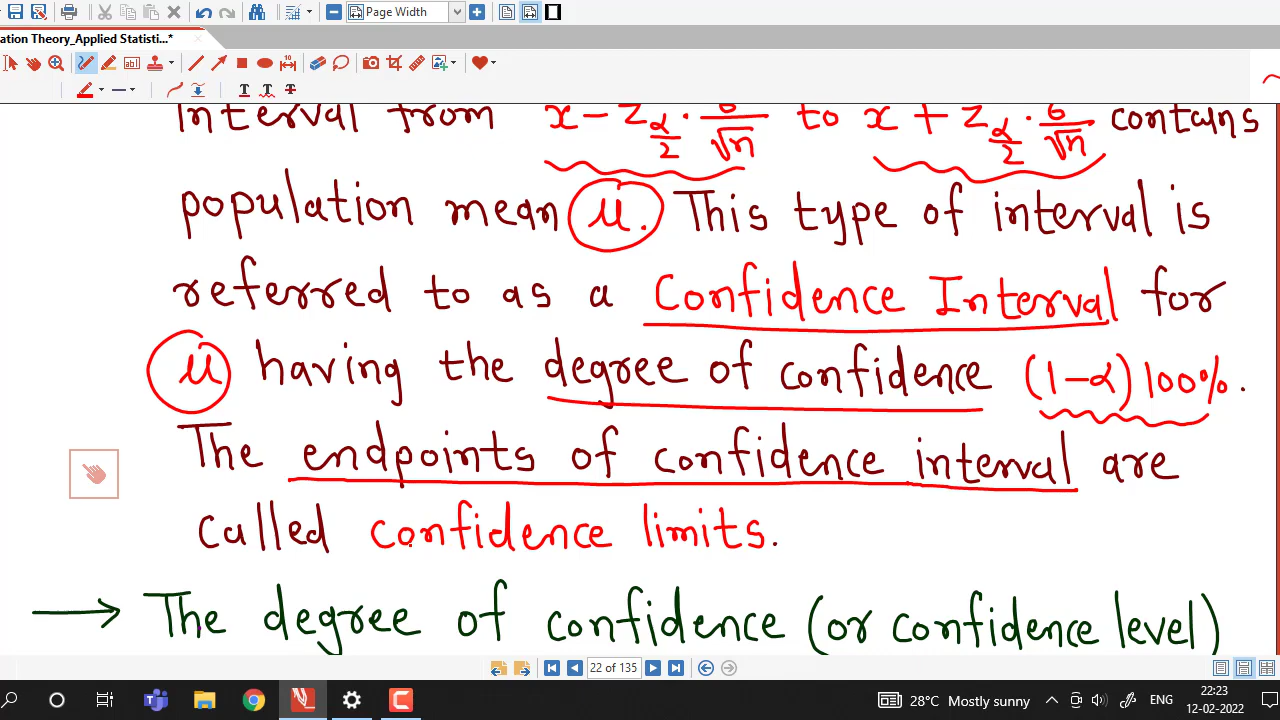 Page Width
ation Theory_Applied Statisti...*
10
T T T
Interval from x - z α/2 · σ/√n to x + z α/2 · σ/√n contains
population mean μ. This type of interval is
referred to as a Confidence Interval for
μ having the degree of confidence (1-α) 100%.
The endpoints of confidence interval are
called confidence limits.
→ The degree of confidence (or confidence level)
22 of 135
28°C Mostly sunny ENG 22:23
12-02-2022